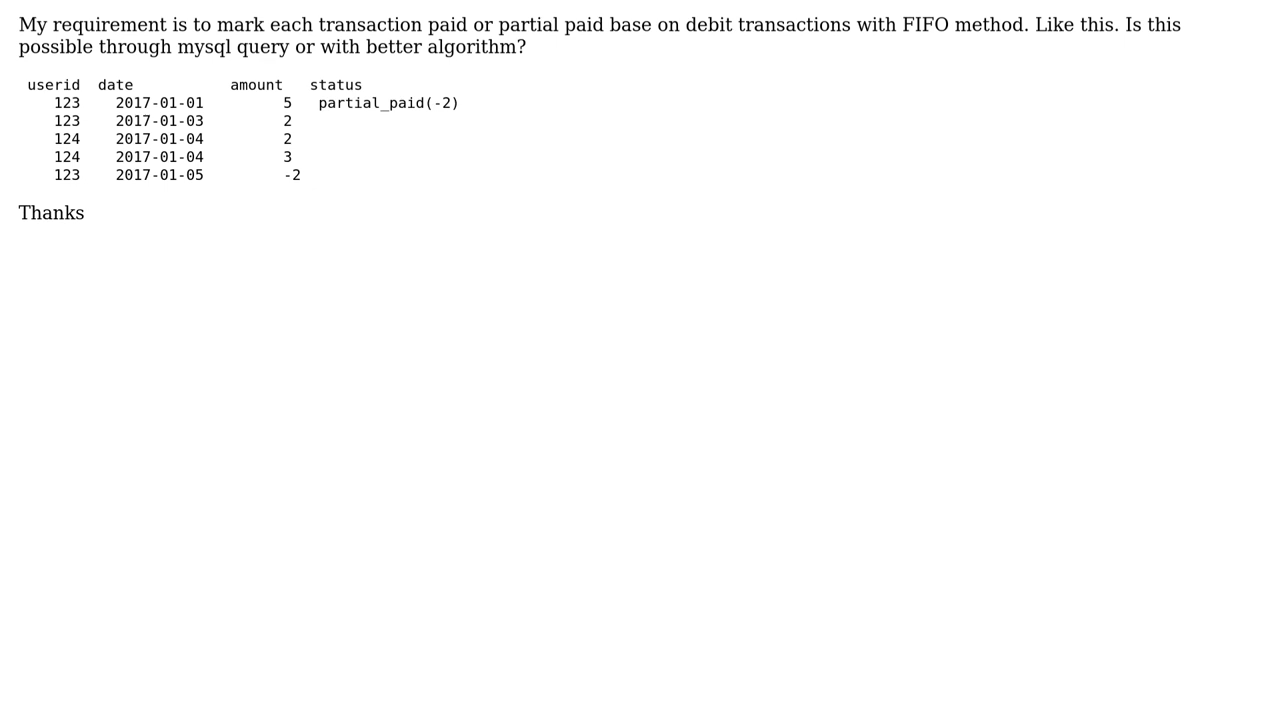 My requirement is to mark each transaction paid or partial paid base on debit transactions with FIFO method. Like this. Is this
possible through mysql query or with better algorithm?
userid  date           amount   status
   123    2017-01-01         5   partial_paid(-2)
   123    2017-01-03         2
   124    2017-01-04         2
   124    2017-01-04         3
   123    2017-01-05         -2
Thanks